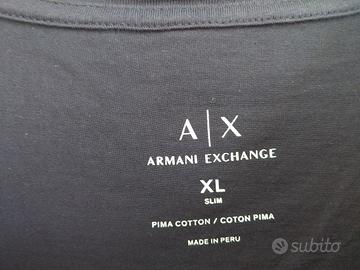 A|X
ARMANI EXCHANGE
XL
SLIM
PIMA COTTON / COTON PIMA
MADE IN PERU
subito